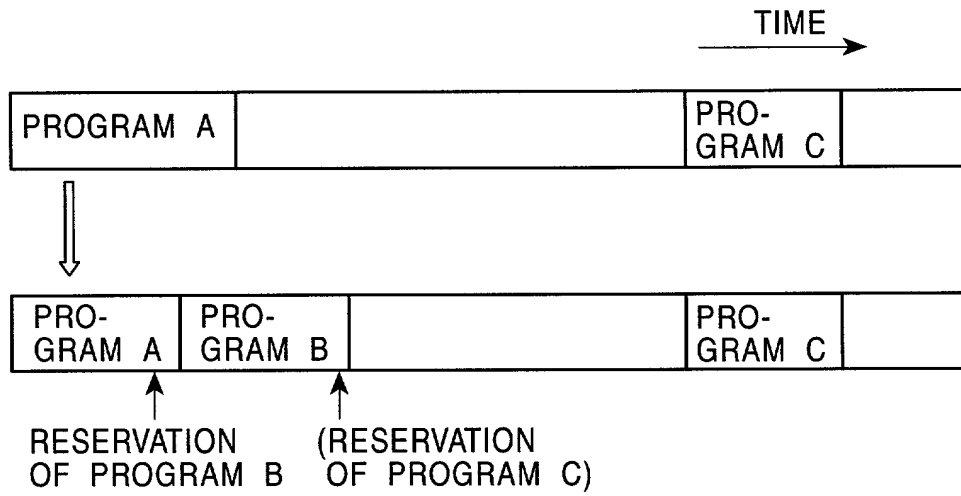 TIME
PROGRAM A
PRO-
GRAM C
PRO-
GRAM A
PRO-
GRAM B
PRO-
GRAM C
RESERVATION
OF PROGRAM B
(RESERVATION
OF PROGRAM C)